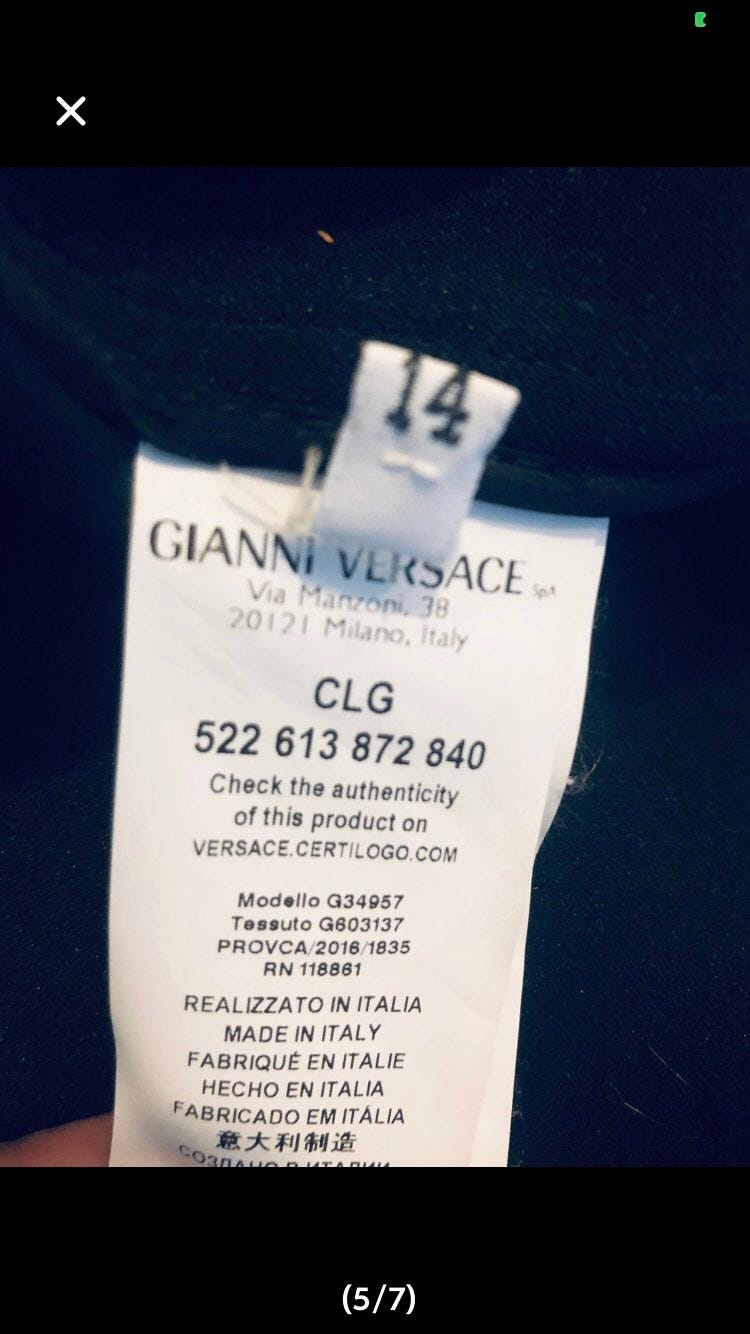 14
GIANNI VERSACE SpA
Via Manzoni, 38
20121 Milano, Italy
CLG
522 613 872 840
Check the authenticity
of this product on
VERSACE.CERTILOGO.COM
Modello G34957
Tessuto G603137
PROVCA/2016/1835
RN 118861
REALIZZATO IN ITALIA
MADE IN ITALY
FABRIQUÉ EN ITALIE
HECHO EN ITALIA
FABRICADO EM ITÁLIA
意大利制造
СОЗДАНО В ИТАЛИИ
(5/7)